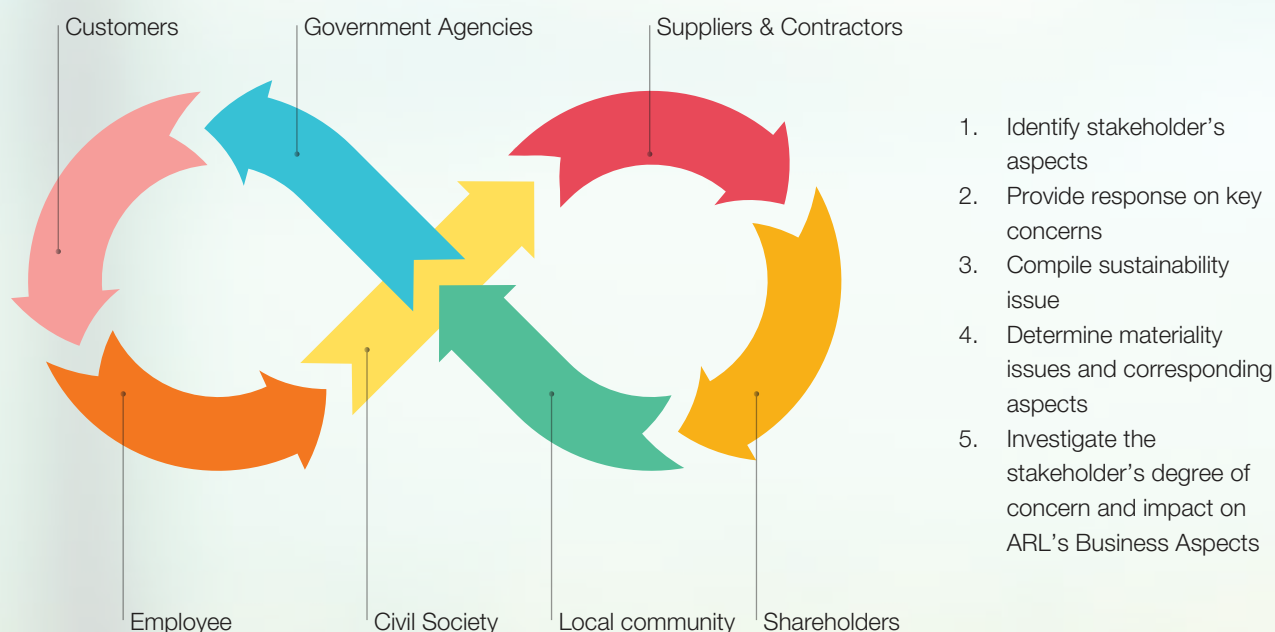 Customers
Government Agencies
Suppliers & Contractors
1. Identify stakeholder’s
aspects
2. Provide response on key
concerns
3. Compile sustainability
issue
4. Determine materiality
issues and corresponding
aspects
5. Investigate the
stakeholder’s degree of
concern and impact on
ARL’s Business Aspects
Employee
Civil Society
Local community
Shareholders